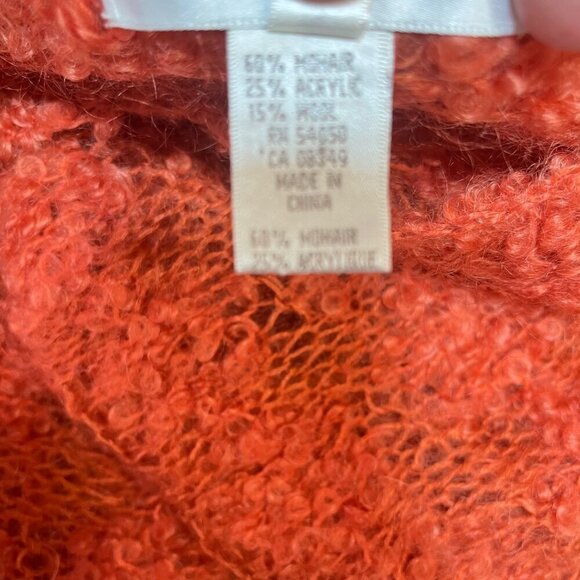 60% MOHAIR
25% ACRYLIC
15% WOOL
RN 54650
CA 08349
MADE IN
CHINA
60% MOHAIR
25% ACRYLIQUE